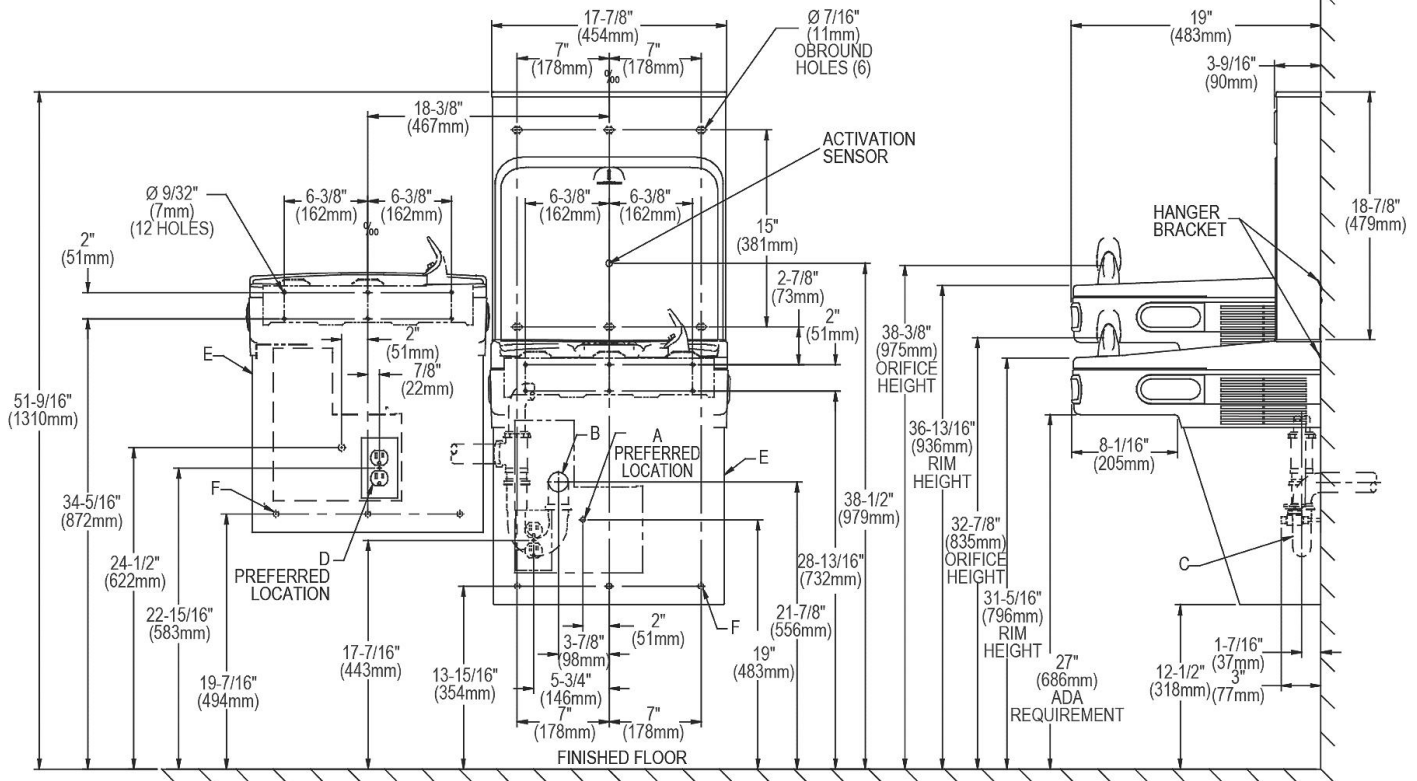 17-7/8"
(454mm)
7"
(178mm)
7"
(178mm)
‰
Ø 7/16"
(11mm)
OBROUND
HOLES (6)
19"
(483mm)
3-9/16"
(90mm)
18-3/8"
(467mm)
ACTIVATION
SENSOR
Ø 9/32"
(7mm)
(12 HOLES)
6-3/8"
(162mm)
6-3/8"
(162mm)
‰
6-3/8"
(162mm)
6-3/8"
(162mm)
15"
(381mm)
HANGER
BRACKET
18-7/8"
(479mm)
2"
(51mm)
2-7/8"
(73mm)
2"
(51mm)
E
2"
(51mm)
7/8"
(22mm)
38-3/8"
(975mm)
ORIFICE
HEIGHT
51-9/16"
(1310mm)
B
A
PREFERRED
LOCATION
E
36-13/16"
(936mm)
RIM
HEIGHT
8-1/16"
(205mm)
34-5/16"
(872mm)
F
38-1/2"
(979mm)
32-7/8"
(835mm)
ORIFICE
HEIGHT
24-1/2"
(622mm)
D
PREFERRED
LOCATION
28-13/16"
(732mm)
C
22-15/16"
(583mm)
21-7/8"
(556mm)
31-5/16"
(796mm)
RIM
HEIGHT
F
2"
(51mm)
17-7/16"
(443mm)
3-7/8"
(98mm)
19"
(483mm)
1-7/16"
(37mm)
19-7/16"
(494mm)
13-15/16"
(354mm)
5-3/4"
(146mm)
27"
(686mm)
ADA
REQUIREMENT
12-1/2"
(318mm)
3"
(77mm)
7"
(178mm)
7"
(178mm)
FINISHED FLOOR